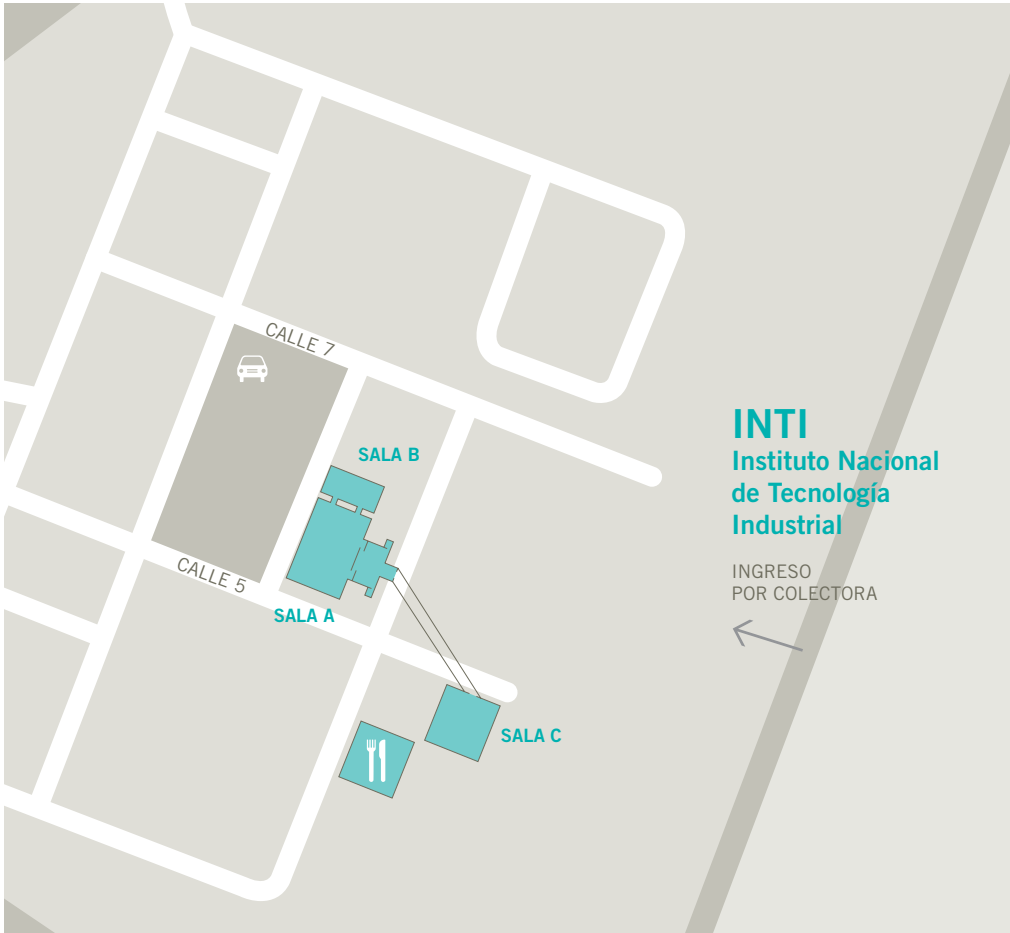 CALLE 7
SALA B
INTI
Instituto Nacional
de Tecnología
Industrial
CALLE 5
INGRESO
POR COLECTORA
SALA A
SALA C